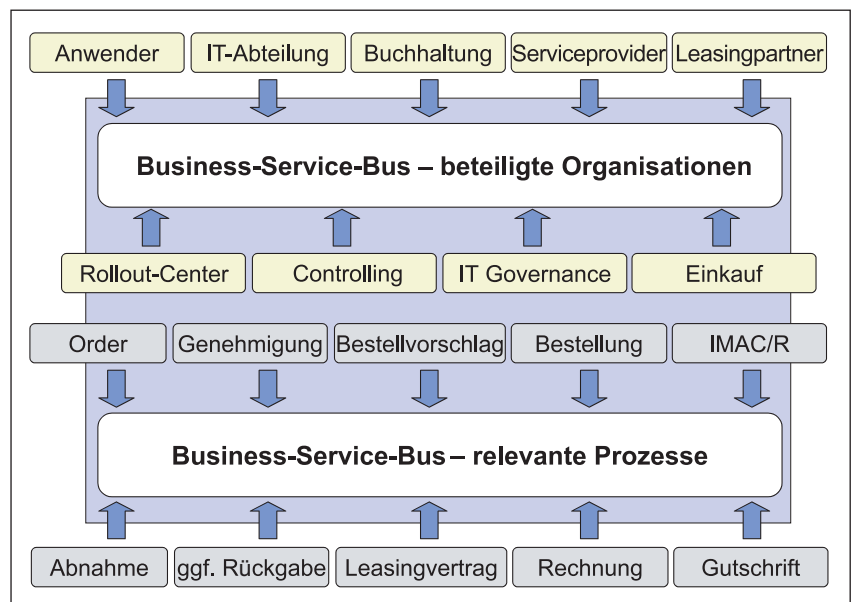 Anwender
IT-Abteilung
Buchhaltung
Serviceprovider
Leasingpartner
Business-Service-Bus – beteiligte Organisationen
Rollout-Center
Controlling
IT Governance
Einkauf
Order
Genehmigung
Bestellvorschlag
Bestellung
IMAC/R
Business-Service-Bus – relevante Prozesse
Abnahme
ggf. Rückgabe
Leasingvertrag
Rechnung
Gutschrift